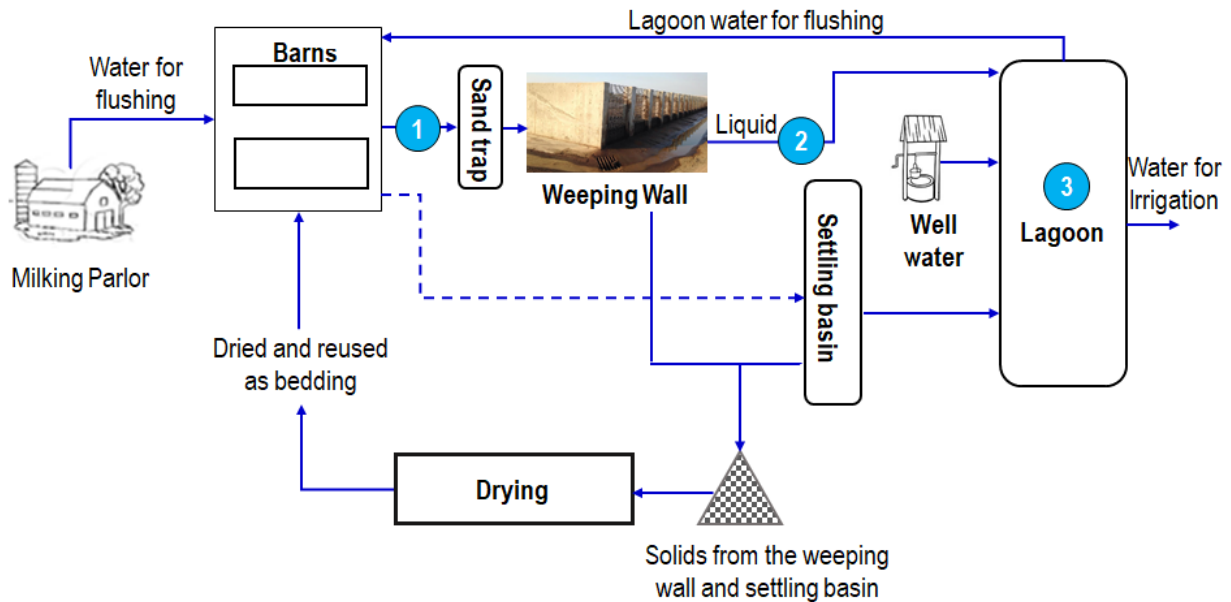 Lagoon water for flushing
Barns
Water for
flushing
Sand trap
1
Liquid
2
Weeping Wall
Milking Parlor
Settling basin
Well
water
3
Lagoon
Water for
Irrigation
Dried and reused
as bedding
Drying
Solids from the weeping
wall and settling basin